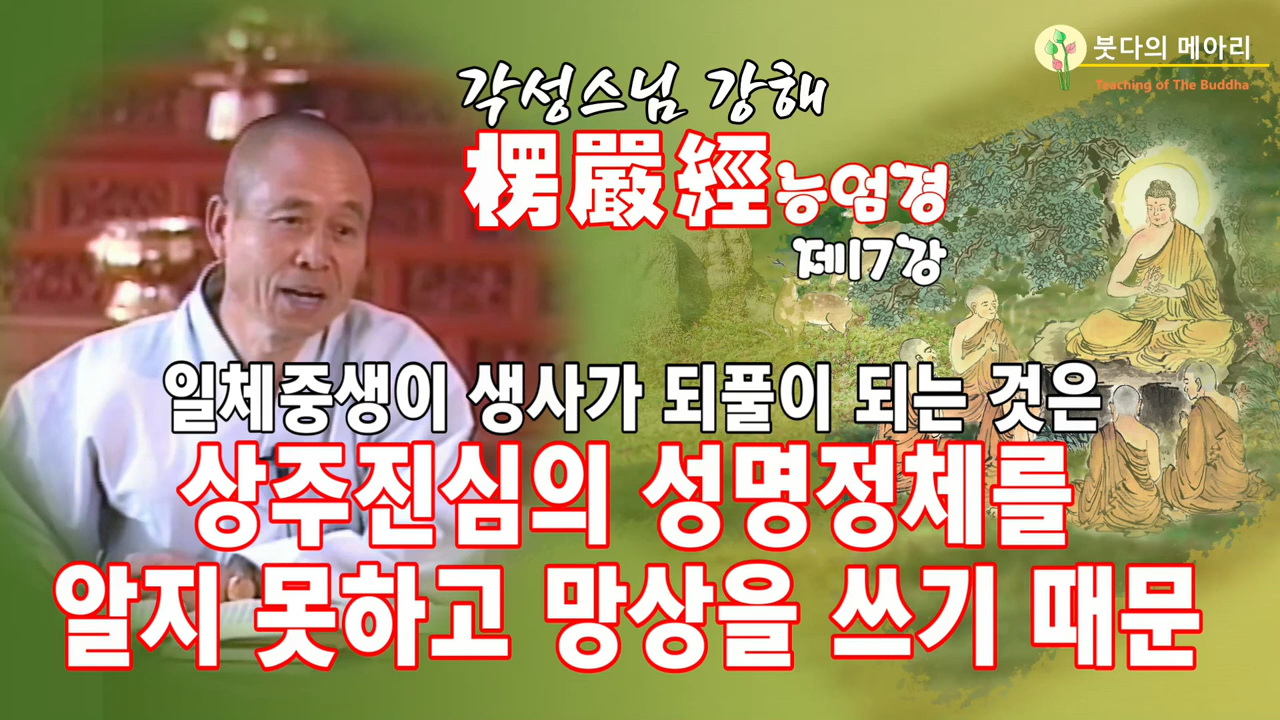 붓다의 메아리
Teaching of The Buddha
각성스님 강해
楞嚴經능엄경
제17강
일체중생이 생사가 되풀이 되는 것은
상주진심의 성명정체를
알지 못하고 망상을 쓰기 때문